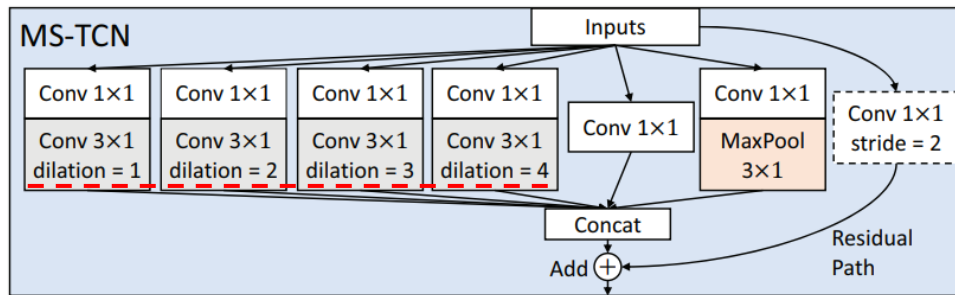 MS-TCN
Inputs
Conv 1×1
Conv 1×1
Conv 1×1
Conv 1×1
Conv 1×1
Conv 1×1
Conv 1×1
stride = 2
Conv 3×1
dilation = 1
Conv 3×1
dilation = 2
Conv 3×1
dilation = 3
Conv 3×1
dilation = 4
MaxPool
3×1
Concat
Add +
Residual
Path